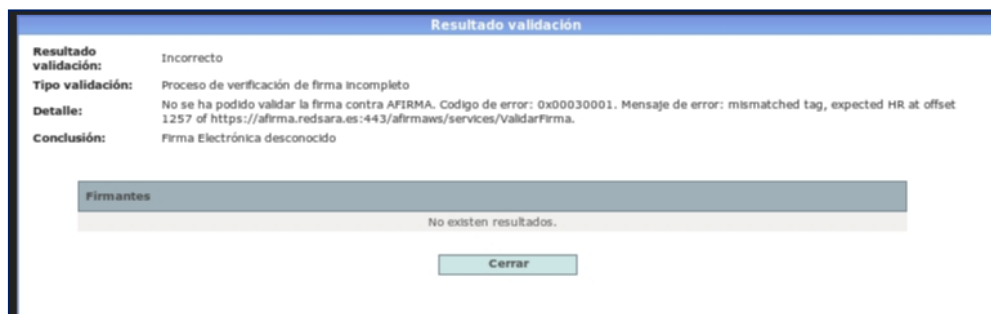 Resultado validación
Resultado
validación:
Incorrecto
Tipo validación:
Proceso de verificación de firma incompleto
Detalle:
No se ha podido validar la firma contra AFIRMA. Codigo de error: 0x00030001. Mensaje de error: mismatched tag, expected HR at offset
1257 of https://afirma.redsara.es:443/afirmaws/services/ValidarFirma.
Conclusión:
Firma Electrónica desconocido
Firmantes
No existen resultados.
Cerrar